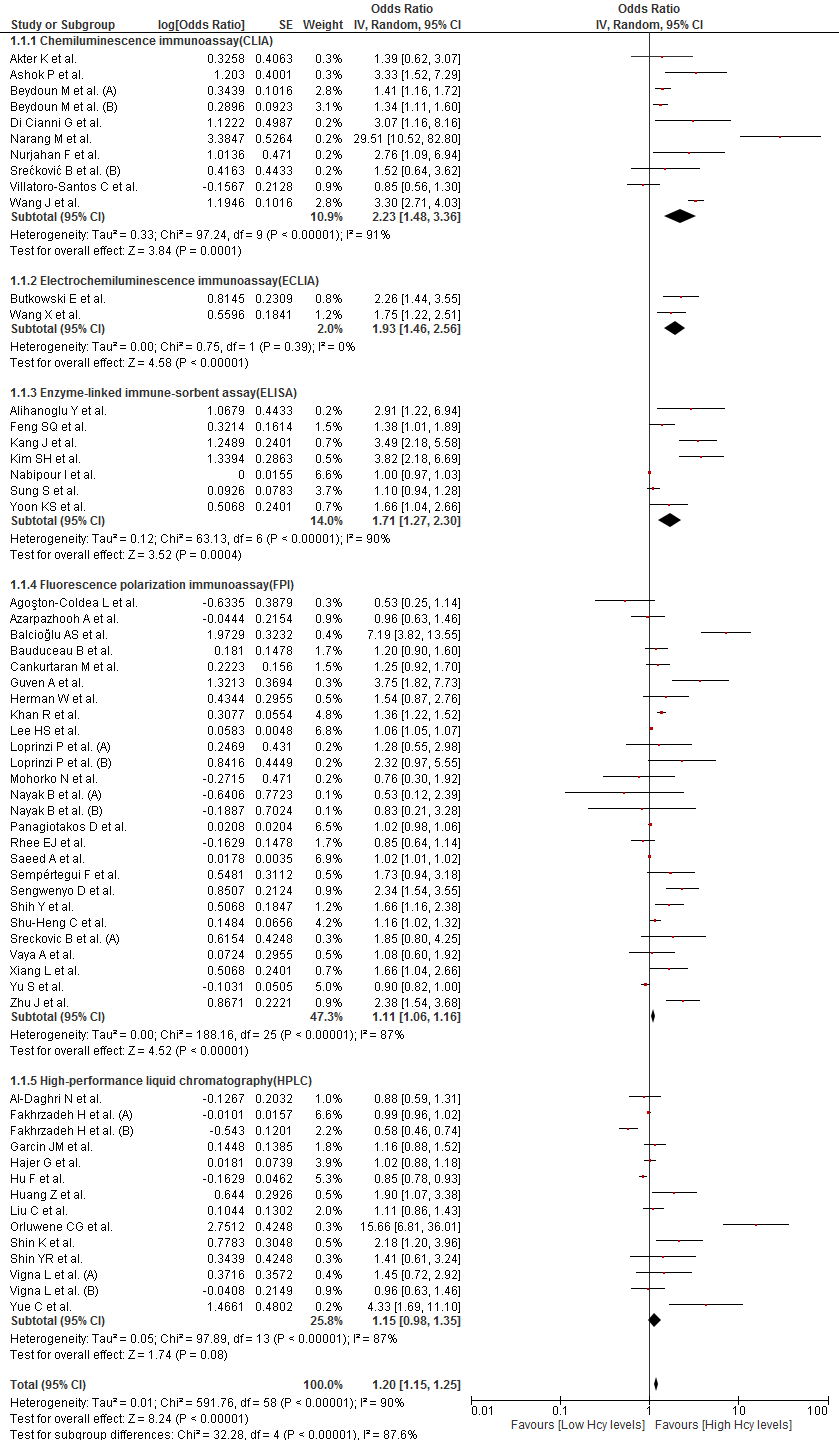 Odds Ratio Odds Ratio
Study or Subgroup log[Odds Ratio] SE Weight IV, Random, 95% CI IV, Random, 95% CI
1.1.1 Chemiluminescence immunoassay(CLIA)
Akter K et al. 0.3258 0.4063 0.3% 1.39 [0.62, 3.07]
Ashok P et al. 1.203 0.4001 0.3% 3.33 [1.52, 7.29]
Beydoun M et al. (A) 0.3439 0.1016 2.8% 1.41 [1.16, 1.72]
Beydoun M et al. (B) 0.2896 0.0923 3.1% 1.34 [1.11, 1.60]
Di Cianni G et al. 1.1222 0.4987 0.2% 3.07 [1.16, 8.16]
Narang M et al. 3.3847 0.5264 0.2% 29.51 [10.52, 82.80]
Nurjahan F et al. 1.0136 0.471 0.2% 2.76 [1.09, 6.94]
Srećković B et al. (B) 0.4163 0.4433 0.2% 1.52 [0.64, 3.62]
Villatoro-Santos C et al. -0.1567 0.2128 0.9% 0.85 [0.56, 1.30]
Wang J et al. 1.1946 0.1016 2.8% 3.30 [2.71, 4.03]
Subtotal (95% CI) 10.9% 2.23 [1.48, 3.36]
Heterogeneity: Tau² = 0.33; Chi² = 97.24, df = 9 (P < 0.00001); I² = 91%
Test for overall effect: Z = 3.84 (P = 0.0001)
1.1.2 Electrochemiluminescence immunoassay(ECLIA)
Butkowski E et al. 0.8145 0.2309 0.8% 2.26 [1.44, 3.55]
Wang X et al. 0.5596 0.1841 1.2% 1.75 [1.22, 2.51]
Subtotal (95% CI) 2.0% 1.93 [1.46, 2.56]
Heterogeneity: Tau² = 0.00; Chi² = 0.75, df = 1 (P = 0.39); I² = 0%
Test for overall effect: Z = 4.58 (P < 0.00001)
1.1.3 Enzyme-linked immune-sorbent assay(ELISA)
Alihanoglu Y et al. 1.0679 0.4433 0.2% 2.91 [1.22, 6.94]
Feng SQ et al. 0.3214 0.1614 1.5% 1.38 [1.01, 1.89]
Kang J et al. 1.2489 0.2401 0.7% 3.49 [2.18, 5.58]
Kim SH et al. 1.3394 0.2863 0.5% 3.82 [2.18, 6.69]
Nabipour I et al. 0 0.0155 6.6% 1.00 [0.97, 1.03]
Sung S et al. 0.0926 0.0783 3.7% 1.10 [0.94, 1.28]
Yoon KS et al. 0.5068 0.2401 0.7% 1.66 [1.04, 2.66]
Subtotal (95% CI) 14.0% 1.71 [1.27, 2.30]
Heterogeneity: Tau² = 0.12; Chi² = 63.13, df = 6 (P < 0.00001); I² = 90%
Test for overall effect: Z = 3.52 (P = 0.0004)
1.1.4 Fluorescence polarization immunoassay(FPI)
Agoşton-Coldea L et al. -0.6335 0.3879 0.3% 0.53 [0.25, 1.14]
Azarpazhooh A et al. -0.0444 0.2154 0.9% 0.96 [0.63, 1.46]
Balcioğlu AS et al. 1.9729 0.3232 0.4% 7.19 [3.82, 13.55]
Bauduceau B et al. 0.181 0.1478 1.7% 1.20 [0.90, 1.60]
Cankurtaran M et al. 0.2223 0.156 1.5% 1.25 [0.92, 1.70]
Guven A et al. 1.3213 0.3694 0.3% 3.75 [1.82, 7.73]
Herman W et al. 0.4344 0.2955 0.5% 1.54 [0.87, 2.76]
Khan R et al. 0.3077 0.0554 4.8% 1.36 [1.22, 1.52]
Lee HS et al. 0.0583 0.0048 6.8% 1.06 [1.05, 1.07]
Loprinzi P et al. (A) 0.2469 0.431 0.2% 1.28 [0.55, 2.98]
Loprinzi P et al. (B) 0.8416 0.4449 0.2% 2.32 [0.97, 5.55]
Mohorko N et al. -0.2715 0.471 0.2% 0.76 [0.30, 1.92]
Nayak B et al. (A) -0.6406 0.7723 0.1% 0.53 [0.12, 2.39]
Nayak B et al. (B) -0.1887 0.7024 0.1% 0.83 [0.21, 3.28]
Panagiotakos D et al. 0.0208 0.0204 6.5% 1.02 [0.98, 1.06]
Rhee EJ et al. -0.1629 0.1478 1.7% 0.85 [0.64, 1.14]
Saeed A et al. 0.0178 0.0035 6.9% 1.02 [1.01, 1.02]
Sempértegui F et al. 0.5481 0.3112 0.5% 1.73 [0.94, 3.18]
Sengwenyo D et al. 0.8507 0.2124 0.9% 2.34 [1.54, 3.55]
Shih Y et al. 0.5068 0.1847 1.2% 1.66 [1.16, 2.38]
Shu-Heng C et al. 0.1484 0.0656 4.2% 1.16 [1.02, 1.32]
Sreckovic B et al. (A) 0.6154 0.4248 0.3% 1.85 [0.80, 4.25]
Vaya A et al. 0.0724 0.2955 0.5% 1.08 [0.60, 1.92]
Xiang L et al. 0.5068 0.2401 0.7% 1.66 [1.04, 2.66]
Yu S et al. -0.1031 0.0505 5.0% 0.90 [0.82, 1.00]
Zhu J et al. 0.8671 0.2221 0.9% 2.38 [1.54, 3.68]
Subtotal (95% CI) 47.3% 1.11 [1.06, 1.16]
Heterogeneity: Tau² = 0.00; Chi² = 188.16, df = 25 (P < 0.00001); I² = 87%
Test for overall effect: Z = 4.52 (P < 0.00001)
1.1.5 High-performance liquid chromatography(HPLC)
Al-Daghri N et al. -0.1267 0.2032 1.0% 0.88 [0.59, 1.31]
Fakhrzadeh H et al. (A) -0.0101 0.0157 6.6% 0.99 [0.96, 1.02]
Fakhrzadeh H et al. (B) -0.543 0.1201 2.2% 0.58 [0.46, 0.74]
Garcin JM et al. 0.1448 0.1385 1.8% 1.16 [0.88, 1.52]
Hajer G et al. 0.0181 0.0739 3.9% 1.02 [0.88, 1.18]
Hu F et al. -0.1629 0.0462 5.3% 0.85 [0.78, 0.93]
Huang Z et al. 0.644 0.2926 0.5% 1.90 [1.07, 3.38]
Liu C et al. 0.1044 0.1302 2.0% 1.11 [0.86, 1.43]
Orluwene CG et al. 2.7512 0.4248 0.3% 15.66 [6.81, 36.01]
Shin K et al. 0.7783 0.3048 0.5% 2.18 [1.20, 3.96]
Shin YR et al. 0.3439 0.4248 0.3% 1.41 [0.61, 3.24]
Vigna L et al. (A) 0.3716 0.3572 0.4% 1.45 [0.72, 2.92]
Vigna L et al. (B) -0.0408 0.2149 0.9% 0.96 [0.63, 1.46]
Yue C et al. 1.4661 0.4802 0.2% 4.33 [1.69, 11.10]
Subtotal (95% CI) 25.8% 1.15 [0.98, 1.35]
Heterogeneity: Tau² = 0.05; Chi² = 97.89, df = 13 (P < 0.00001); I² = 87%
Test for overall effect: Z = 1.74 (P = 0.08)
Total (95% CI) 100.0% 1.20 [1.15, 1.25]
Heterogeneity: Tau² = 0.01; Chi² = 591.76, df = 58 (P < 0.00001); I² = 90%
Test for overall effect: Z = 8.24 (P < 0.00001)
Test for subgroup differences: Chi² = 32.28, df = 4 (P < 0.00001), I² = 87.6%
0.01 0.1 1 10 100
Favours [Low Hcy levels] Favours [High Hcy levels]